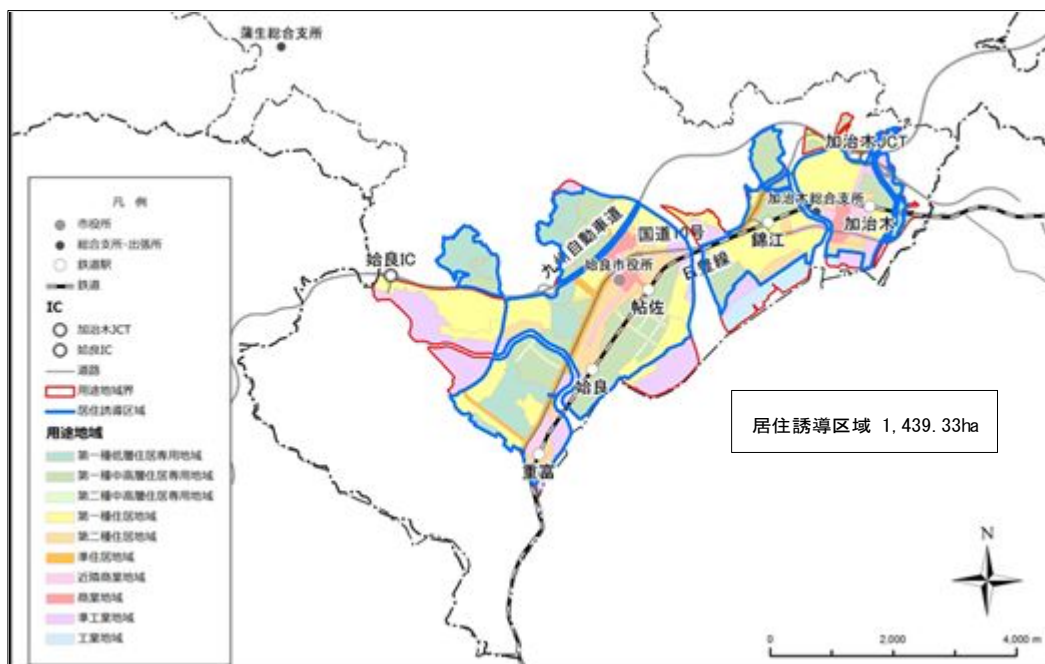 蒲生総合支所
加治木JCT
加治木総合支所
加治木
錦江
国道10号
九州自動車道
姶良市役所
日豊線
姶良IC
帖佐
姶良
重富
居住誘導区域 1,439.33ha
凡 例
市役所
総合支所・出張所
鉄道駅
鉄道
IC
加治木JCT
姶良IC
道路
用途地域界
居住誘導区域
用途地域
第一種低層住居専用地域
第一種中高層住居専用地域
第二種中高層住居専用地域
第一種住居地域
第二種住居地域
準住居地域
近隣商業地域
商業地域
準工業地域
工業地域
N
0 2,000 4,000 m